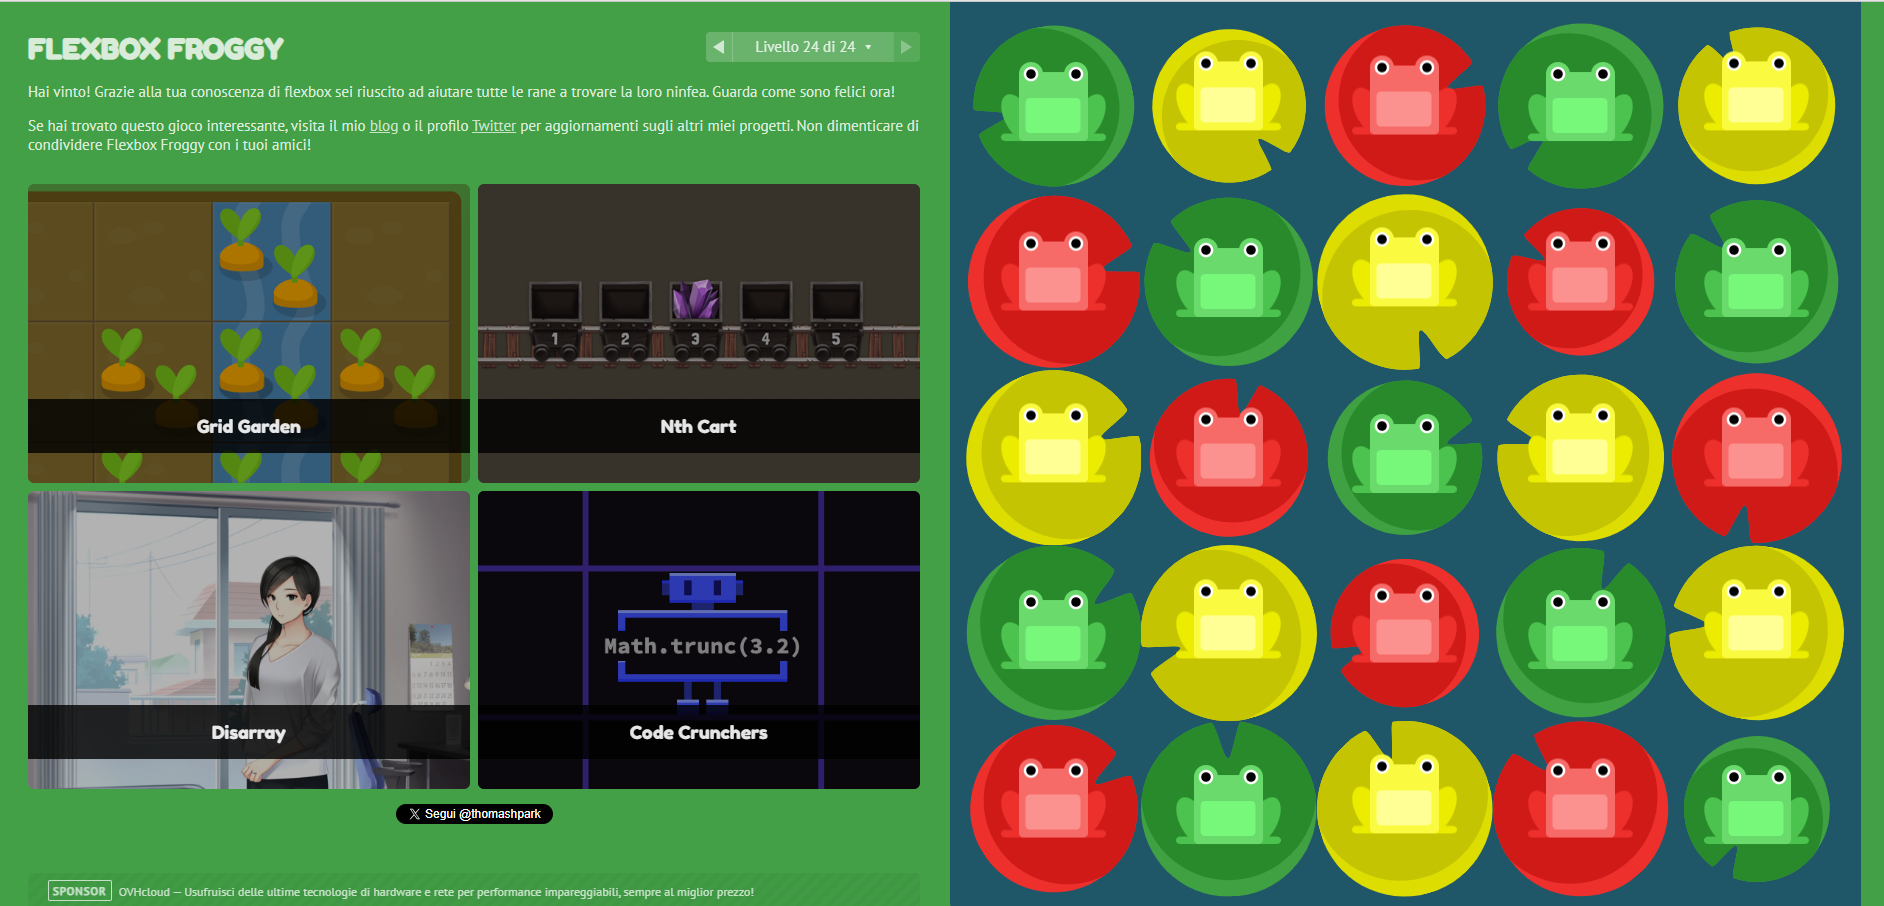 FLEXBOX FROGGY
Livello 24 di 24
Hai vinto! Grazie alla tua conoscenza di flexbox sei riuscito ad aiutare tutte le rane a trovare la loro ninfea. Guarda come sono felici ora!
Se hai trovato questo gioco interessante, visita il mio blog o il profilo Twitter per aggiornamenti sugli altri miei progetti. Non dimenticare di
condividere Flexbox Froggy con i tuoi amici!
Grid Garden
1 2 3 4 5
Nth Cart
Disarray
Math.trunc(3.2)
Code Crunchers
Segui @thomashpark
SPONSOR OVHcloud — Usufruisci delle ultime tecnologie di hardware e rete per performance impareggiabili, sempre al miglior prezzo!